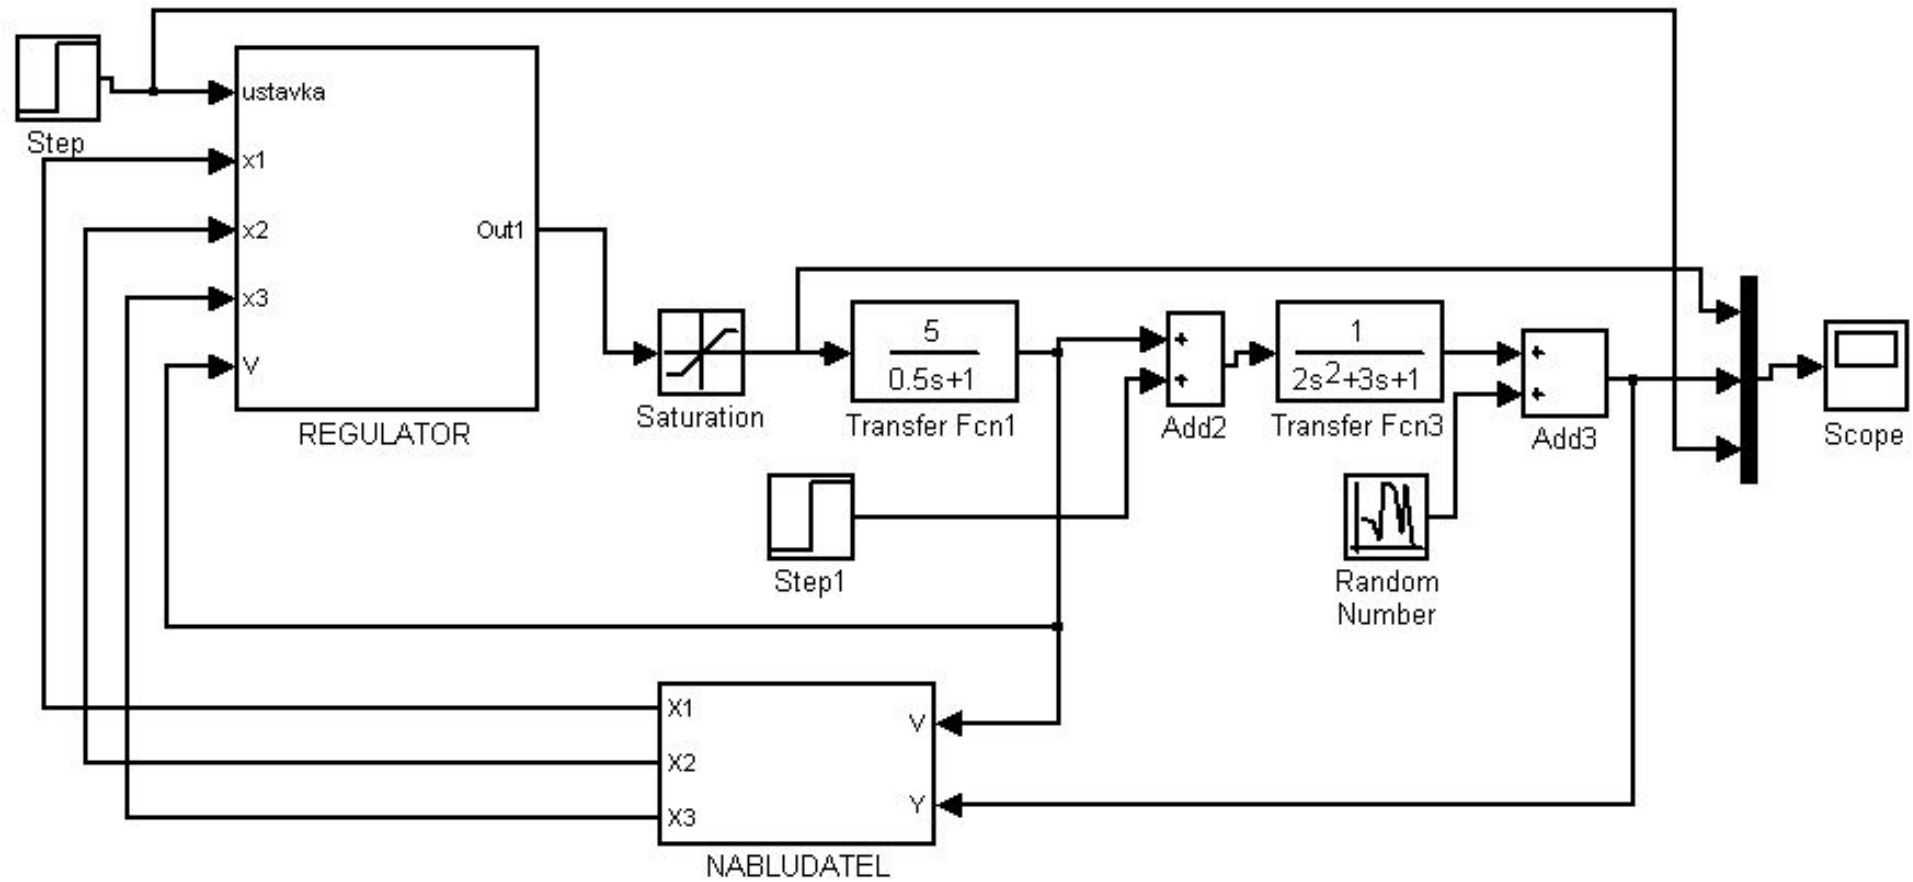 Step
ustavka
x1
x2
x3
V
Out1
REGULATOR
Saturation
5
0.5s+1
Transfer Fcn1
+
+
Add2
1
2s²+3s+1
Transfer Fcn3
+
+
Add3
Scope
Step1
Random
Number
X1
X2
X3
V
Y
NABLUDATEL